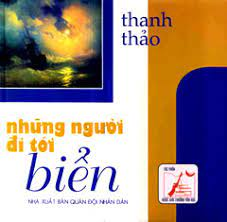 thanh
thảo
những người
đi tới
biển
NHÀ XUẤT BẢN QUÂN ĐỘI NHÂN DÂN